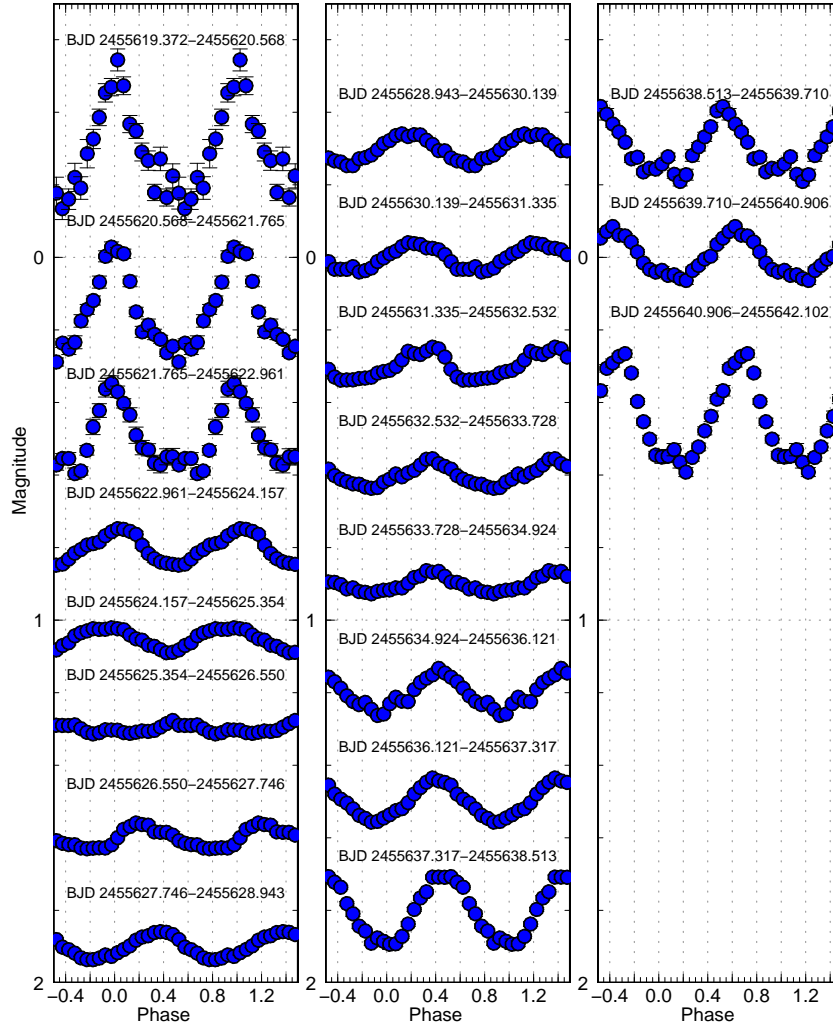 BJD 2455619.372−2455620.568
BJD 2455620.568−2455621.765
BJD 2455621.765−2455622.961
BJD 2455622.961−2455624.157
BJD 2455624.157−2455625.354
BJD 2455625.354−2455626.550
BJD 2455626.550−2455627.746
BJD 2455627.746−2455628.943
0
1
2
Magnitude
−0.4 0.0 0.4 0.8 1.2
Phase
BJD 2455628.943−2455630.139
BJD 2455630.139−2455631.335
BJD 2455631.335−2455632.532
BJD 2455632.532−2455633.728
BJD 2455633.728−2455634.924
BJD 2455634.924−2455636.121
BJD 2455636.121−2455637.317
BJD 2455637.317−2455638.513
0
1
2
−0.4 0.0 0.4 0.8 1.2
Phase
BJD 2455638.513−2455639.710
BJD 2455639.710−2455640.906
BJD 2455640.906−2455642.102
0
1
2
−0.4 0.0 0.4 0.8 1.2
Phase